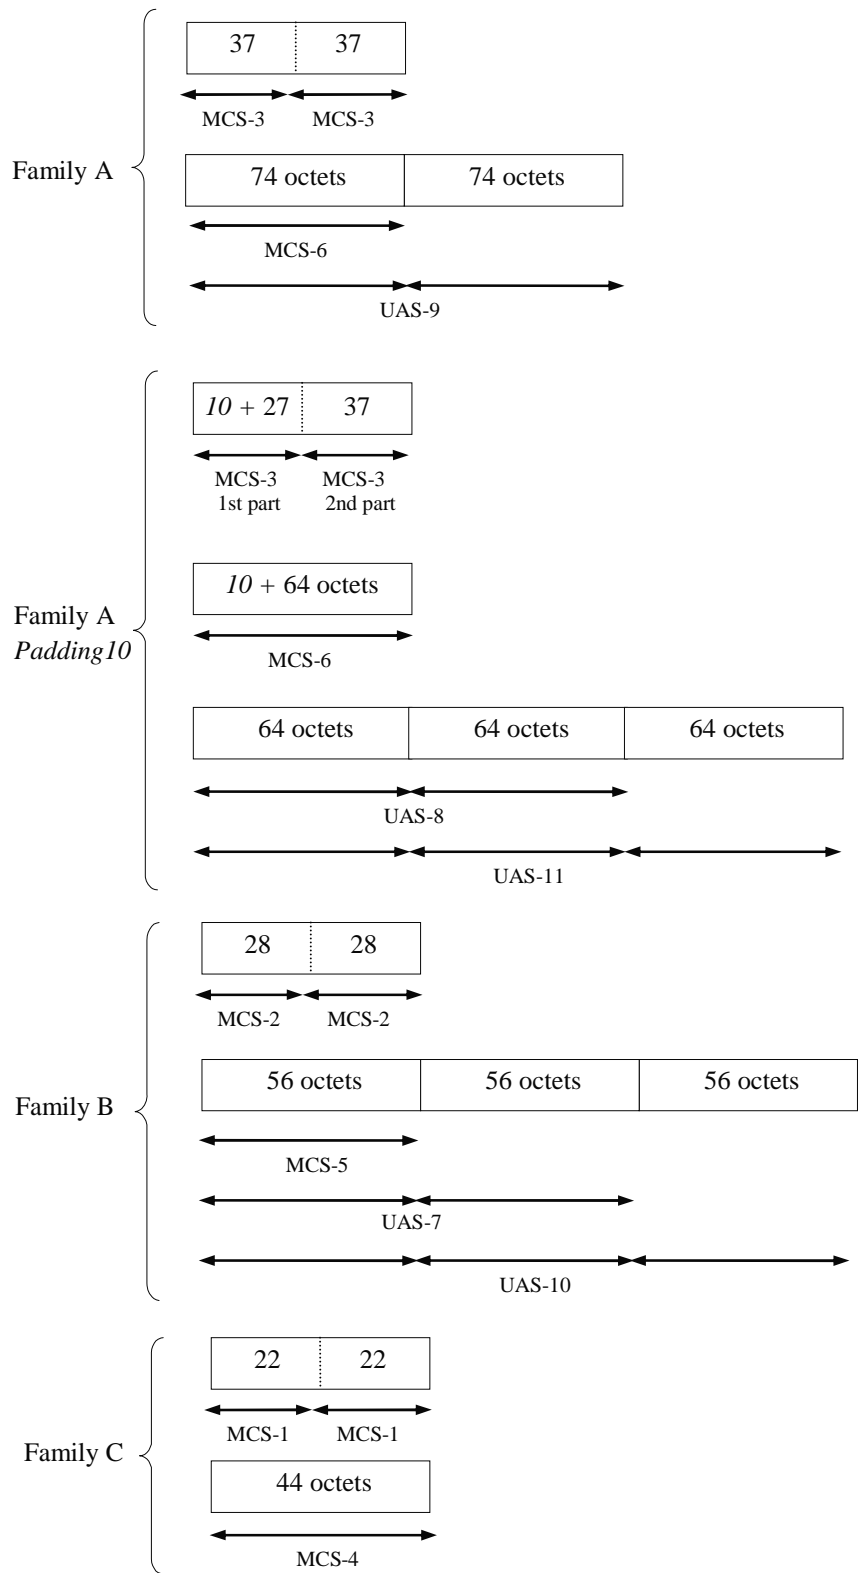 37 37
MCS-3 MCS-3
Family A
74 octets 74 octets
MCS-6
UAS-9
10 + 27 37
MCS-3 MCS-3
1st part 2nd part
10 + 64 octets
Family A
Padding10
MCS-6
64 octets 64 octets 64 octets
UAS-8
UAS-11
28 28
MCS-2 MCS-2
56 octets 56 octets 56 octets
Family B
MCS-5
UAS-7
UAS-10
22 22
MCS-1 MCS-1
Family C
44 octets
MCS-4